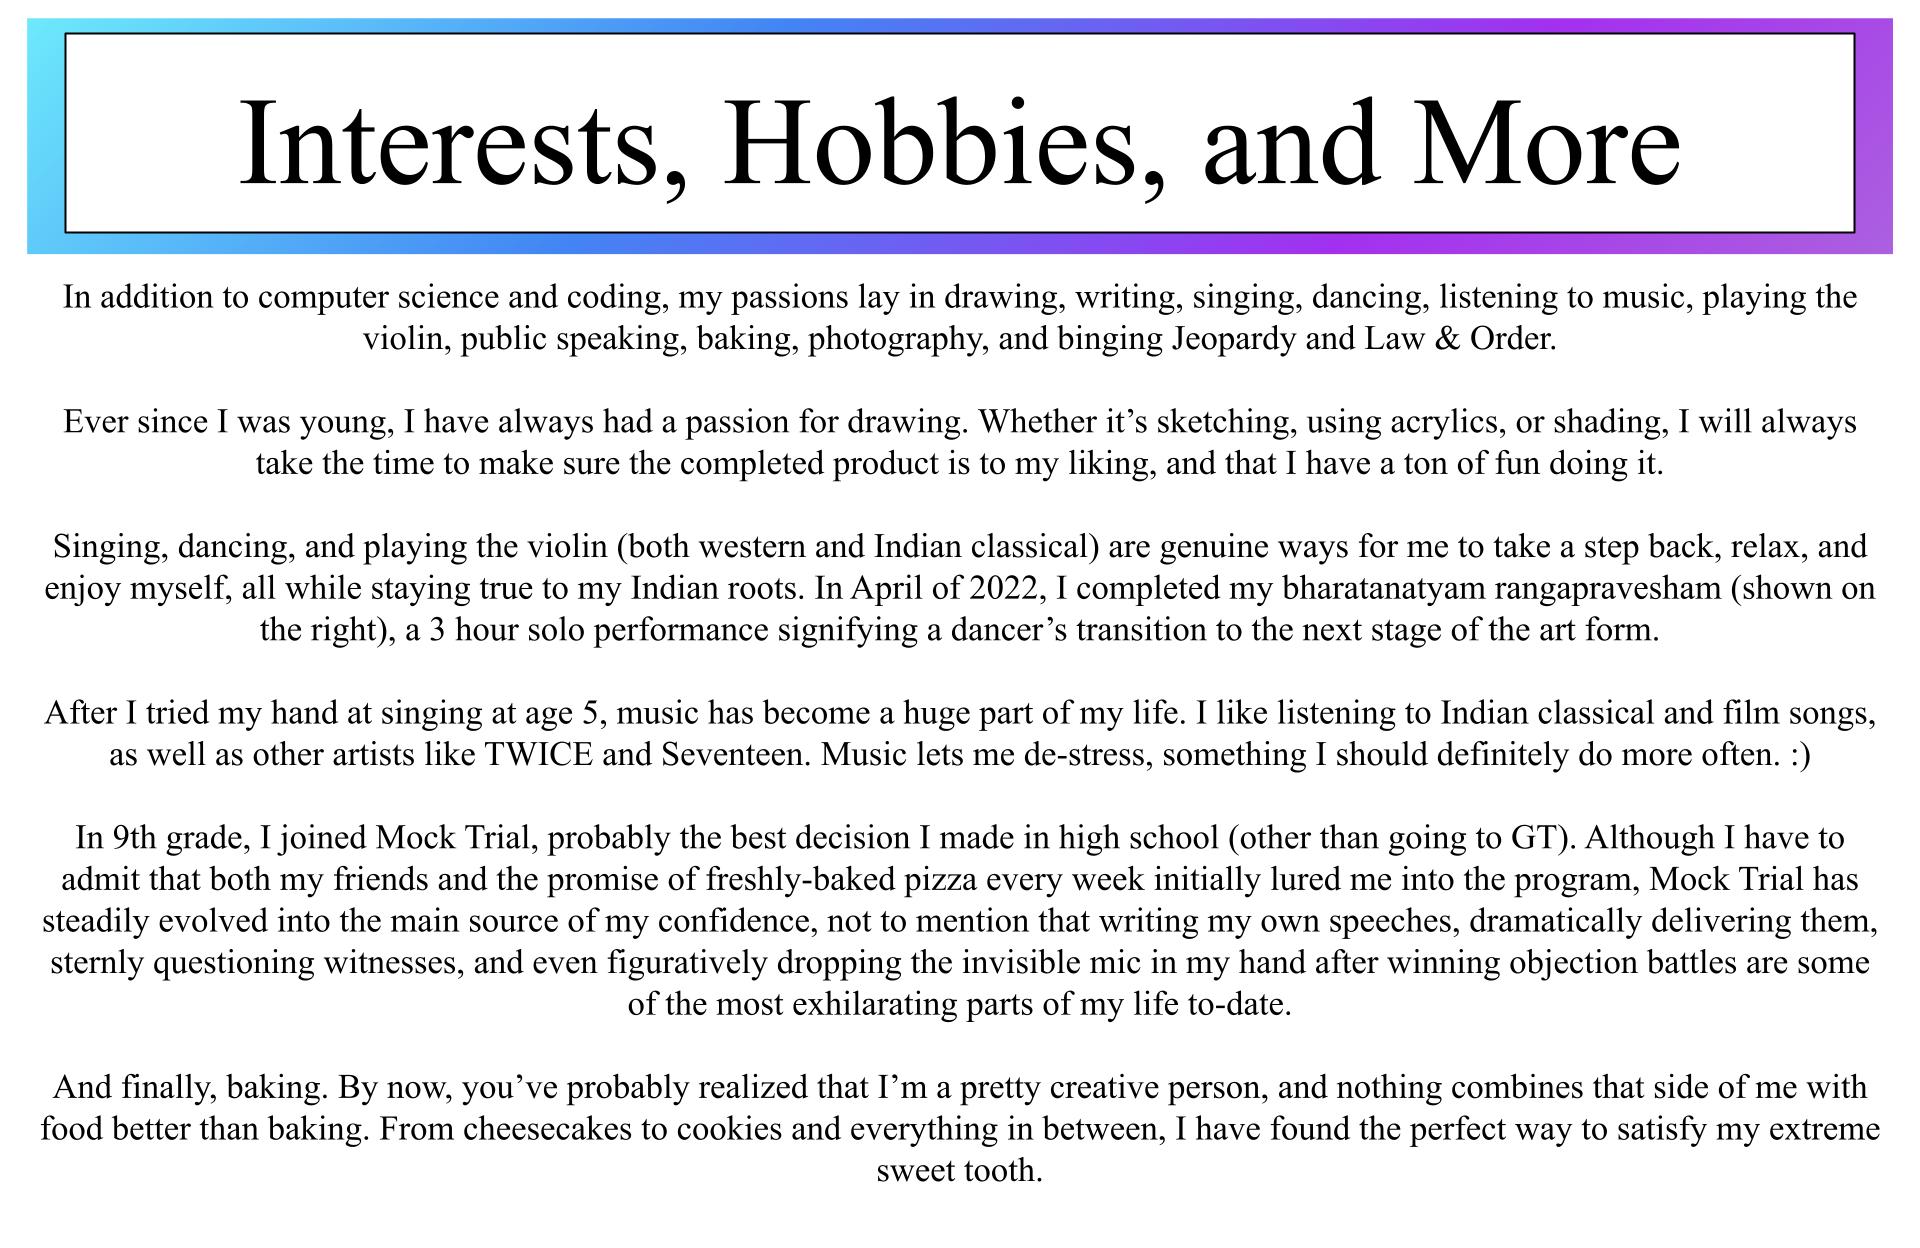 Interests, Hobbies, and More
In addition to computer science and coding, my passions lay in drawing, writing, singing, dancing, listening to music, playing the
violin, public speaking, baking, photography, and binging Jeopardy and Law & Order.
Ever since I was young, I have always had a passion for drawing. Whether it’s sketching, using acrylics, or shading, I will always
take the time to make sure the completed product is to my liking, and that I have a ton of fun doing it.
Singing, dancing, and playing the violin (both western and Indian classical) are genuine ways for me to take a step back, relax, and
enjoy myself, all while staying true to my Indian roots. In April of 2022, I completed my bharatanatyam rangapravesham (shown on
the right), a 3 hour solo performance signifying a dancer’s transition to the next stage of the art form.
After I tried my hand at singing at age 5, music has become a huge part of my life. I like listening to Indian classical and film songs,
as well as other artists like TWICE and Seventeen. Music lets me de-stress, something I should definitely do more often. :)
In 9th grade, I joined Mock Trial, probably the best decision I made in high school (other than going to GT). Although I have to
admit that both my friends and the promise of freshly-baked pizza every week initially lured me into the program, Mock Trial has
steadily evolved into the main source of my confidence, not to mention that writing my own speeches, dramatically delivering them,
sternly questioning witnesses, and even figuratively dropping the invisible mic in my hand after winning objection battles are some
of the most exhilarating parts of my life to-date.
And finally, baking. By now, you’ve probably realized that I’m a pretty creative person, and nothing combines that side of me with
food better than baking. From cheesecakes to cookies and everything in between, I have found the perfect way to satisfy my extreme
sweet tooth.